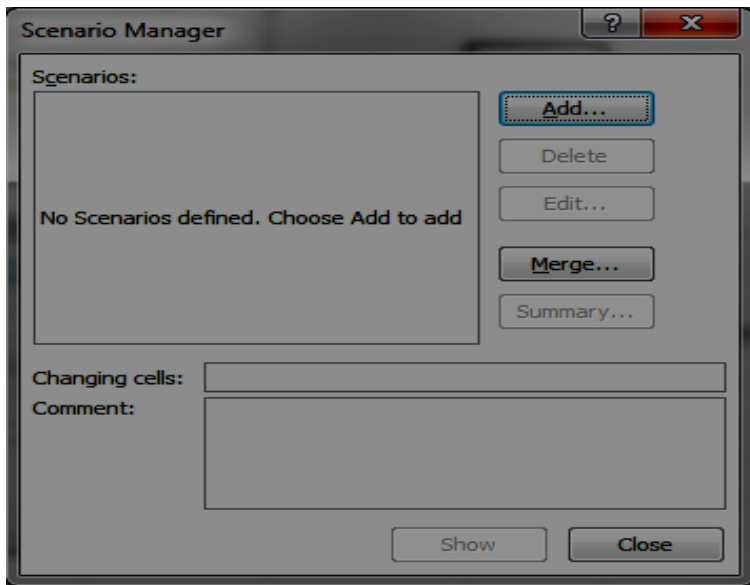 Scenario Manager
?
Scenarios:
Add...
Delete
No Scenarios defined. Choose Add to add
Edit...
Merge...
Summary...
Changing cells:
Comment:
Show
Close